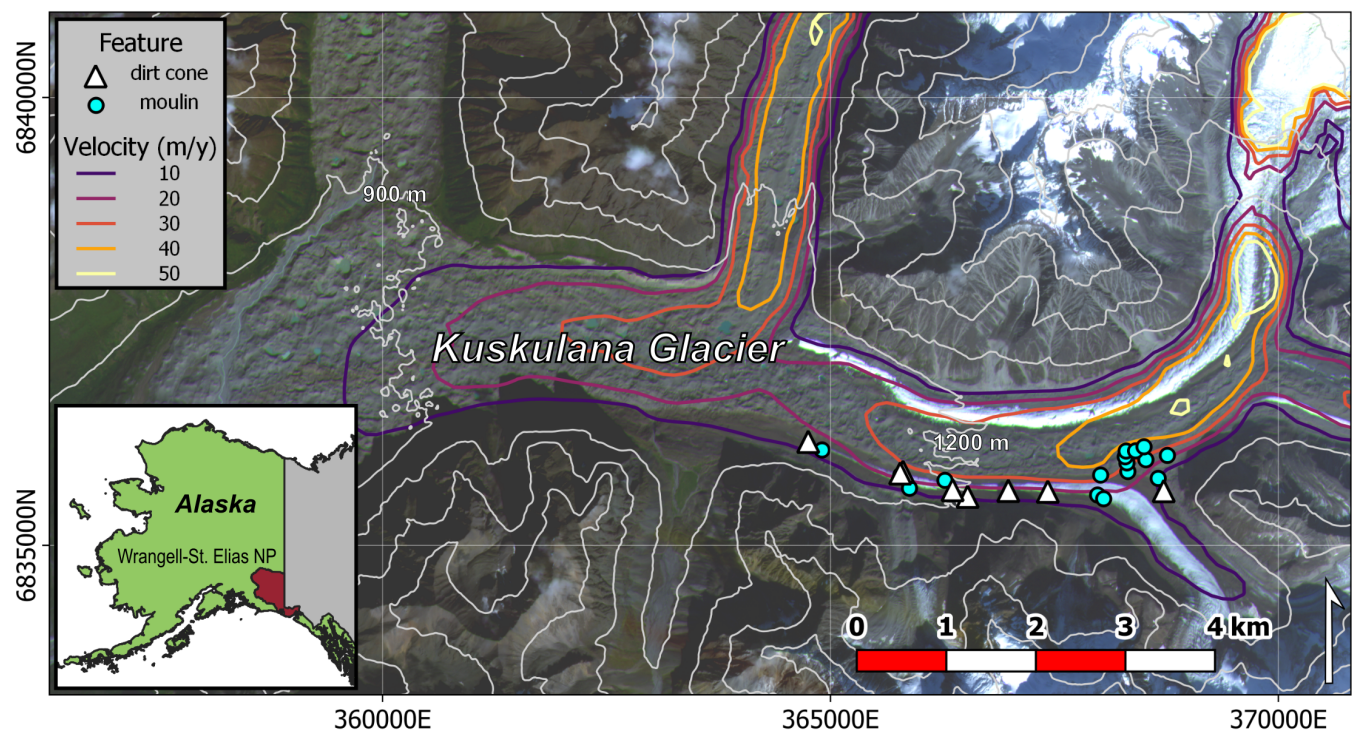 Feature
dirt cone
moulin
Velocity (m/y)
10
20
30
40
50
6840000N
6835000N
900 m
Kuskulana Glacier
1200 m
Alaska
Wrangell-St. Elias NP
0 1 2 3 4 km
360000E 365000E 370000E